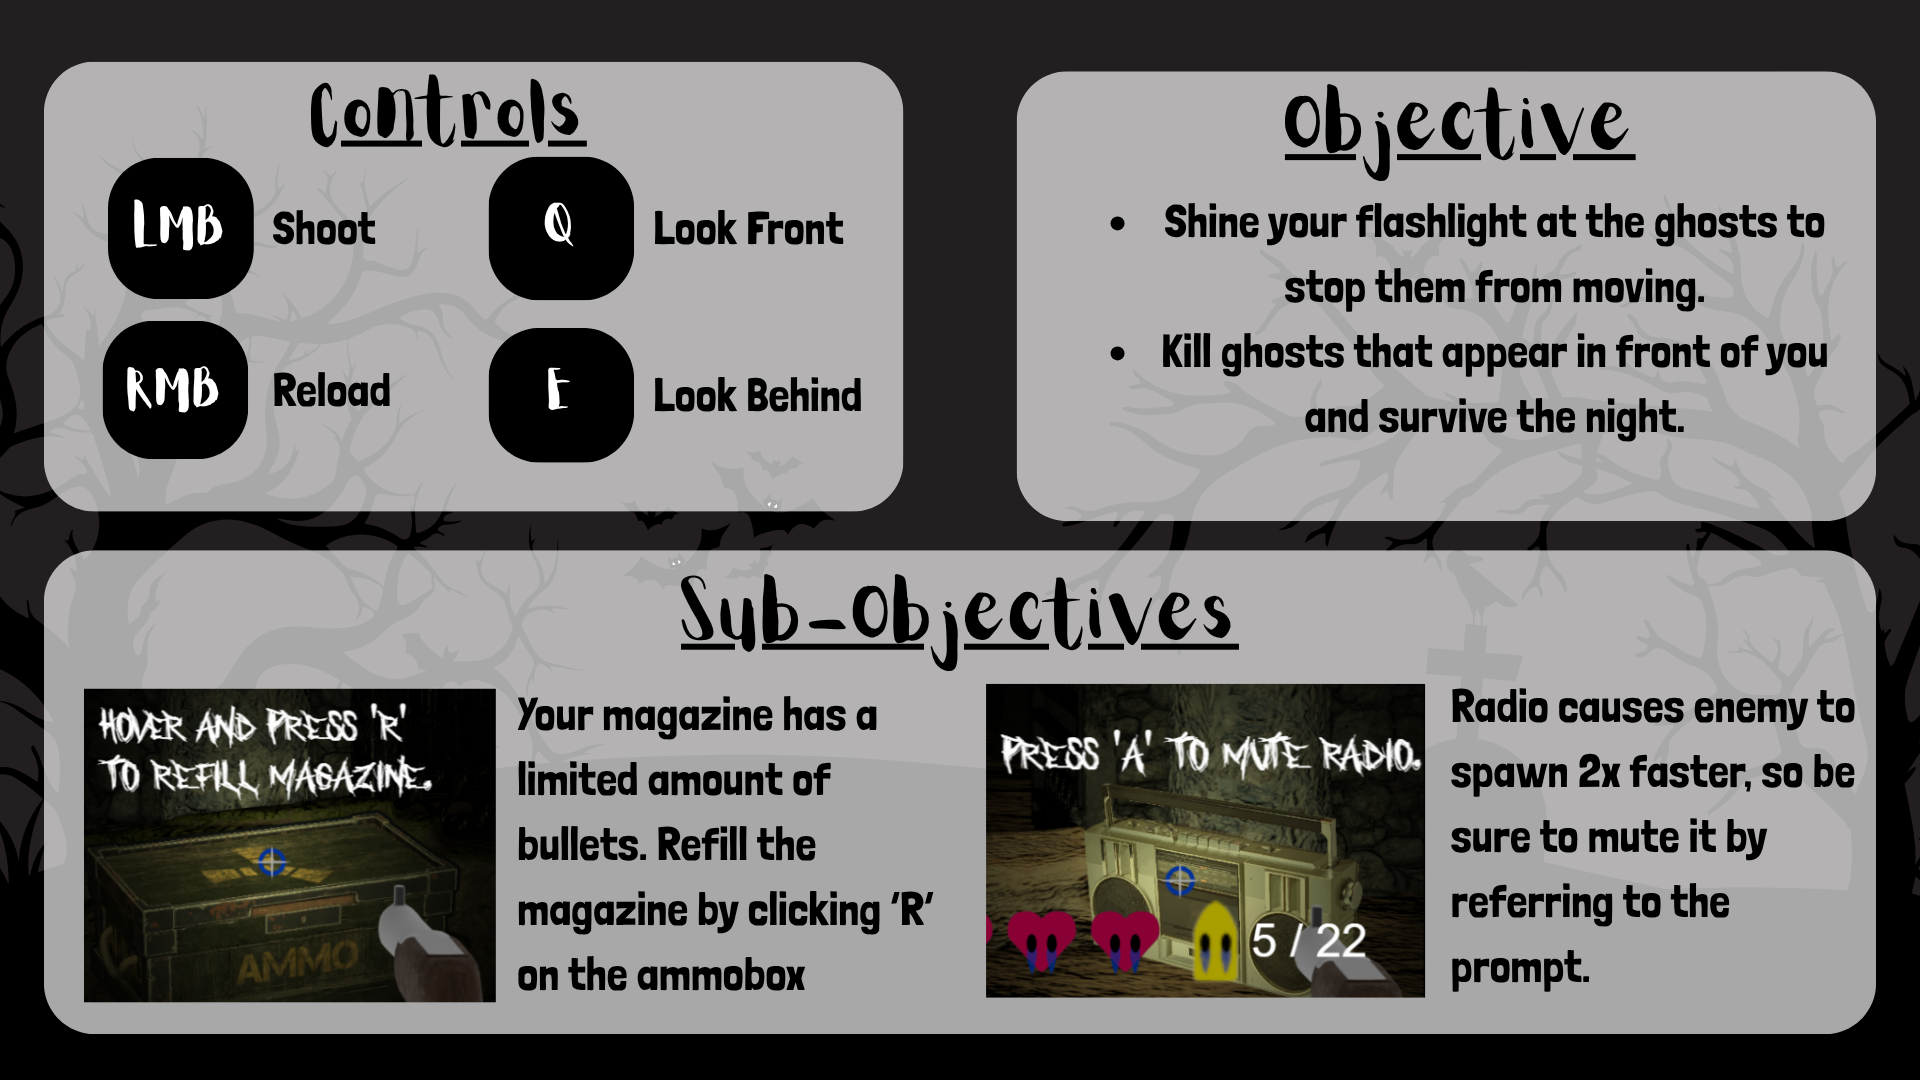 Controls
LMB Shoot
Q Look Front
RMB Reload
E Look Behind
Objective
• Shine your flashlight at the ghosts to
stop them from moving.
• Kill ghosts that appear in front of you
and survive the night.
Sub-Objectives
HOVER AND PRESS 'R'
TO REFILL MAGAZINE.
AMMO
Your magazine has a
limited amount of
bullets. Refill the
magazine by clicking ‘R’
on the ammobox
PRESS 'A' TO MUTE RADIO.
5 / 22
Radio causes enemy to
spawn 2x faster, so be
sure to mute it by
referring to the
prompt.